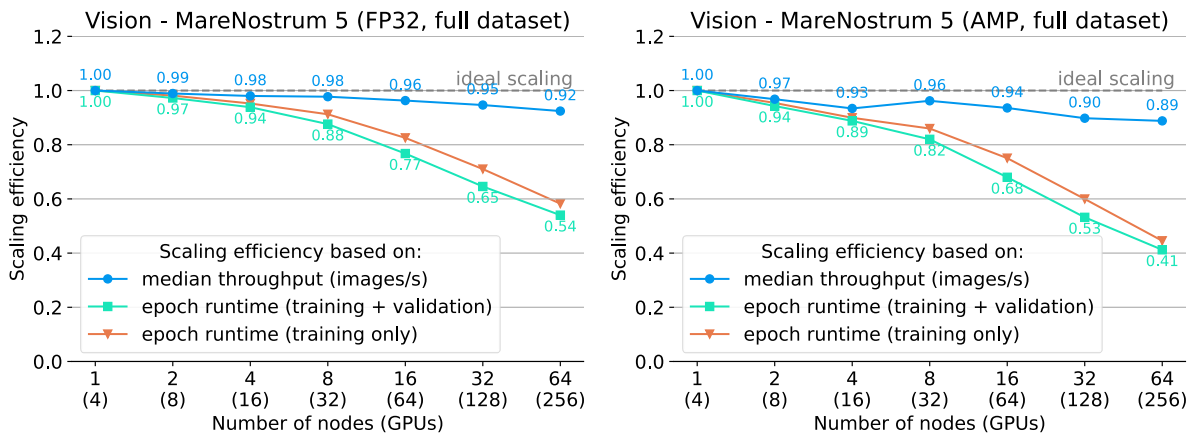 Vision - MareNostrum 5 (FP32, full dataset)
Scaling efficiency
1.2
1.0
0.8
0.6
0.4
0.2
0.0
ideal scaling
1.00
0.99
0.98
0.98
0.96
0.95
0.92
1.00
0.97
0.94
0.88
0.77
0.65
0.54
Scaling efficiency based on:
median throughput (images/s)
epoch runtime (training + validation)
epoch runtime (training only)
1 2 4 8 16 32 64
(4) (8) (16) (32) (64) (128) (256)
Number of nodes (GPUs)
Vision - MareNostrum 5 (AMP, full dataset)
Scaling efficiency
1.2
1.0
0.8
0.6
0.4
0.2
0.0
ideal scaling
1.00
0.97
0.93
0.96
0.94
0.90
0.89
1.00
0.94
0.89
0.82
0.68
0.53
0.41
Scaling efficiency based on:
median throughput (images/s)
epoch runtime (training + validation)
epoch runtime (training only)
1 2 4 8 16 32 64
(4) (8) (16) (32) (64) (128) (256)
Number of nodes (GPUs)